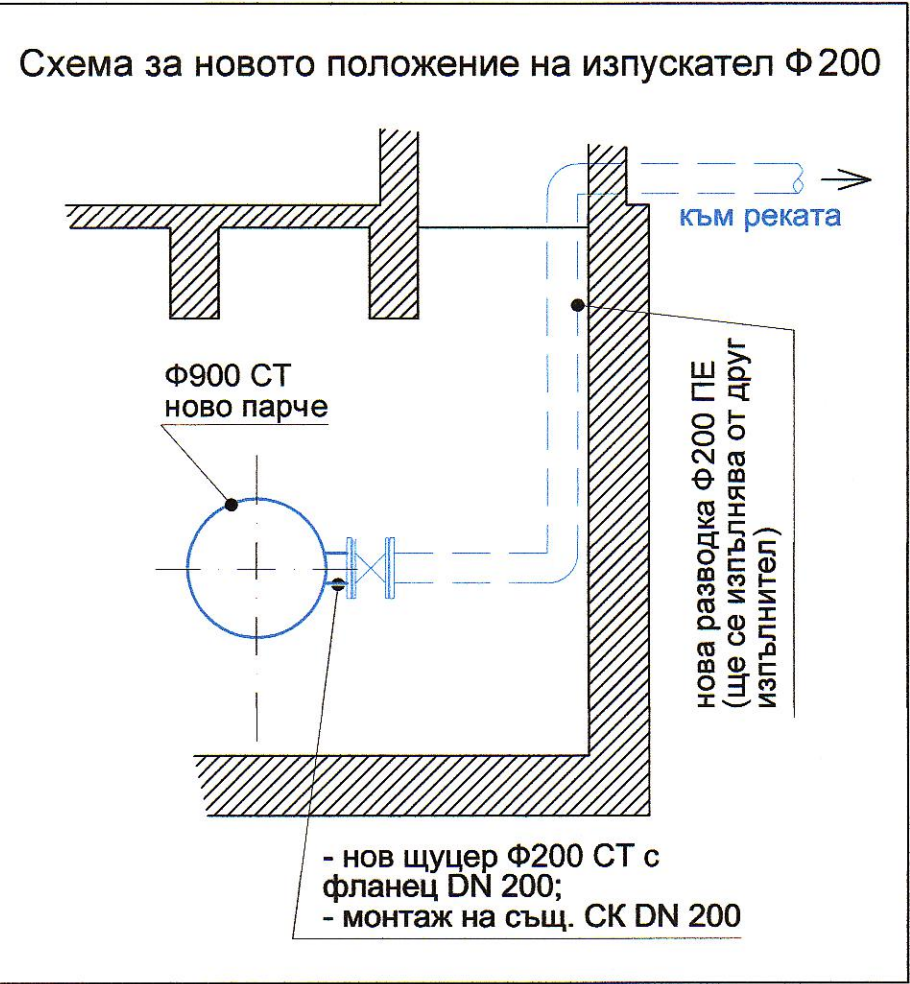 Схема за новото положение на изпускател Ф200
към реката
Ф900 СТ
ново парче
нова разводка Ф200 ПЕ
(ще се изпълнява от друг
изпълнител)
- нов щуцер Ф200 СТ с
фланец DN 200;
- монтаж на същ. СК DN 200